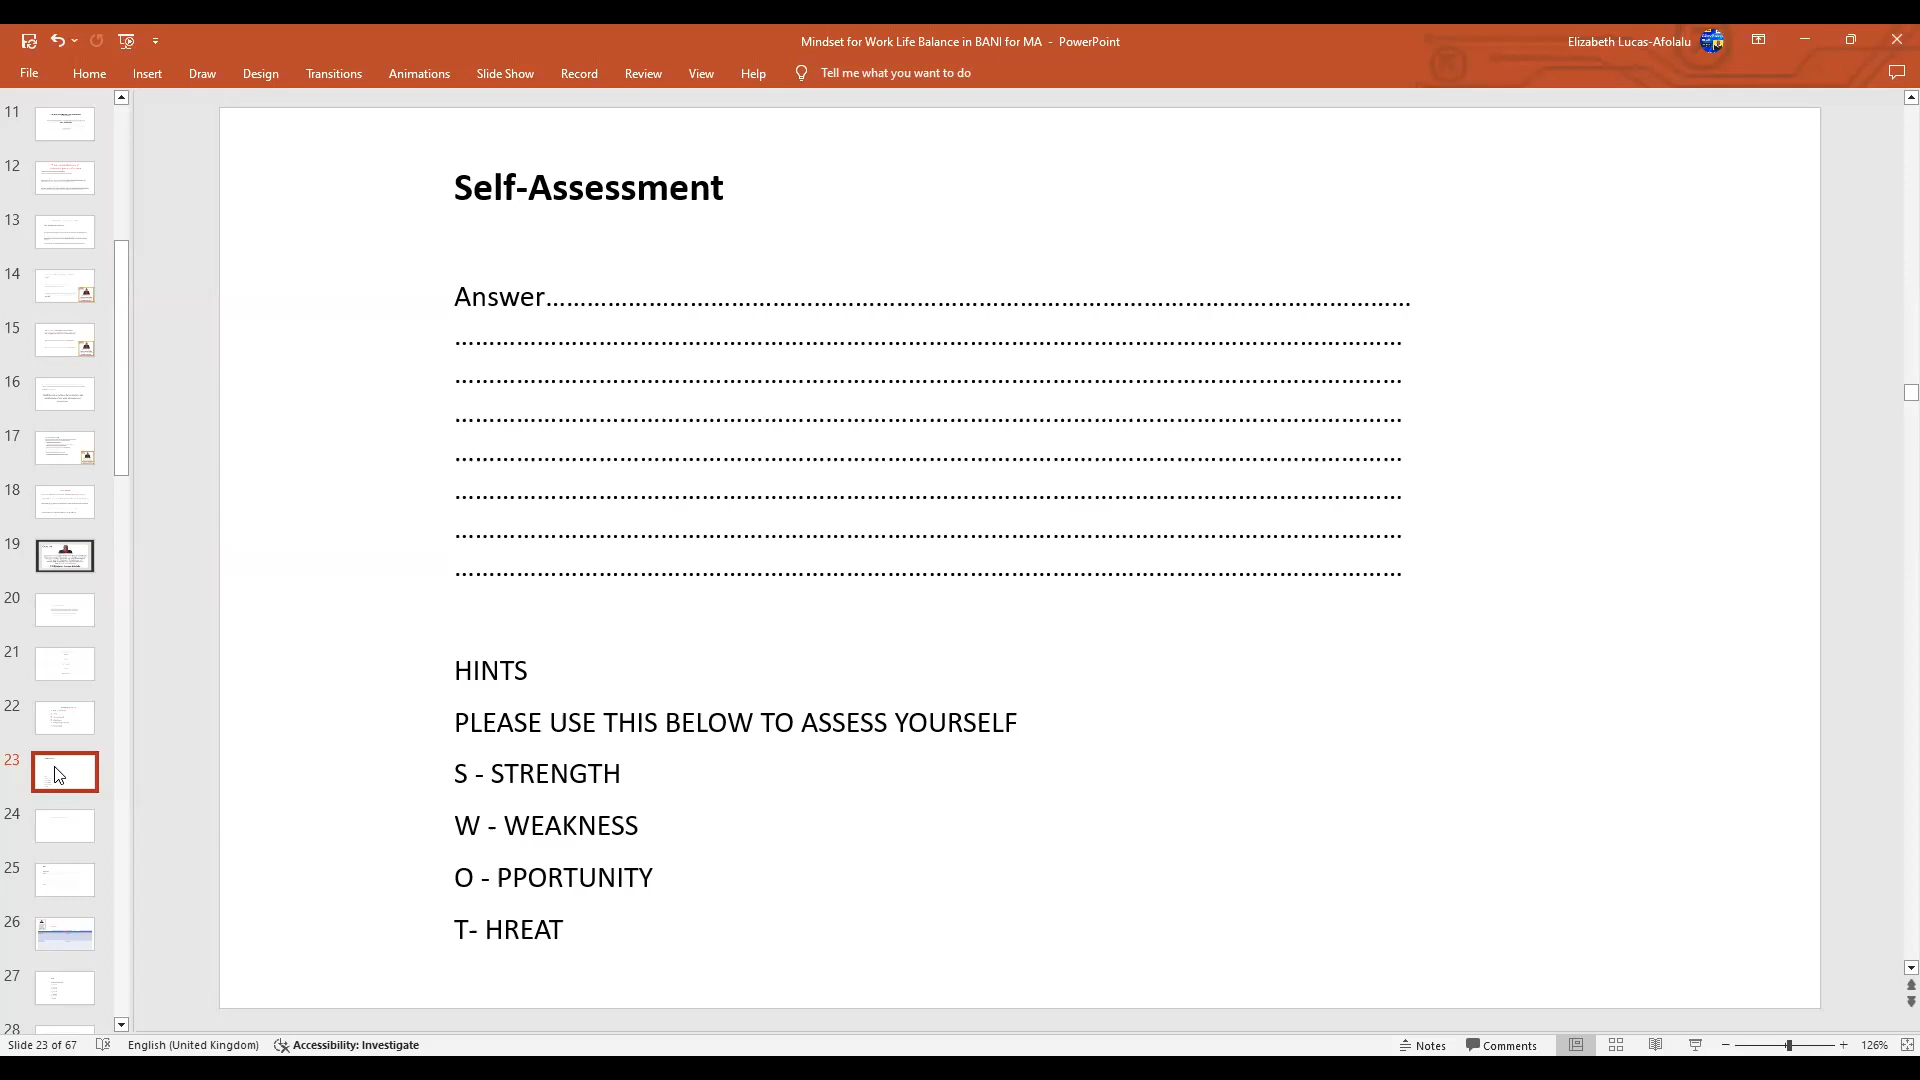 Mindset for Work Life Balance in BANI for MA - PowerPoint
Elizabeth Lucas-Afolalu
File Home Insert Draw Design Transitions Animations Slide Show Record Review View Help Tell me what you want to do
11
12
13
14
15
16
17
18
19
20
21
22
23
24
25
26
27
28
Self-Assessment
Answer……………………………………………………………………………………………………………
………………………………………………………………………………………………………………………
………………………………………………………………………………………………………………………
………………………………………………………………………………………………………………………
………………………………………………………………………………………………………………………
………………………………………………………………………………………………………………………
………………………………………………………………………………………………………………………
………………………………………………………………………………………………………………………
HINTS
PLEASE USE THIS BELOW TO ASSESS YOURSELF
S - STRENGTH
W - WEAKNESS
O - PPORTUNITY
T- HREAT
Slide 23 of 67 English (United Kingdom) Accessibility: Investigate Notes Comments 126%